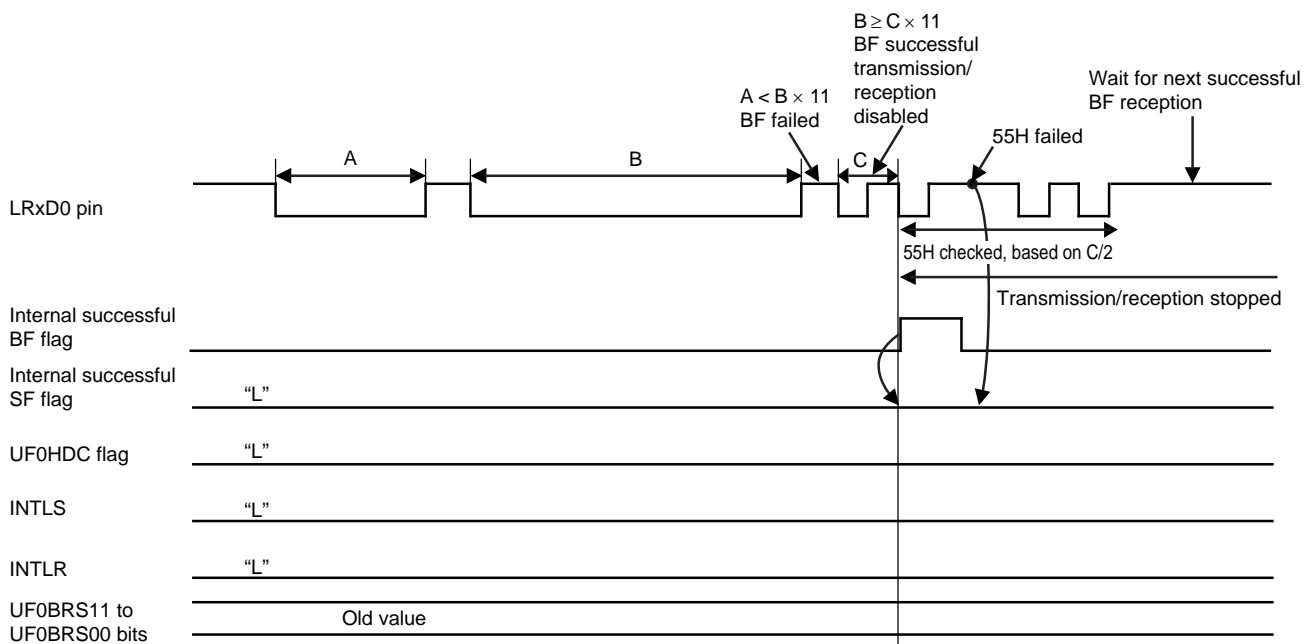 B ≥ C × 11
BF successful
transmission/
reception
disabled
A < B × 11
BF failed
Wait for next successful
BF reception
55H failed
A
B
C
LRxD0 pin
55H checked, based on C/2
Transmission/reception stopped
Internal successful
BF flag
Internal successful
SF flag
“L”
UF0HDC flag
“L”
INTLS
“L”
INTLR
“L”
UF0BRS11 to
UF0BRS00 bits
Old value